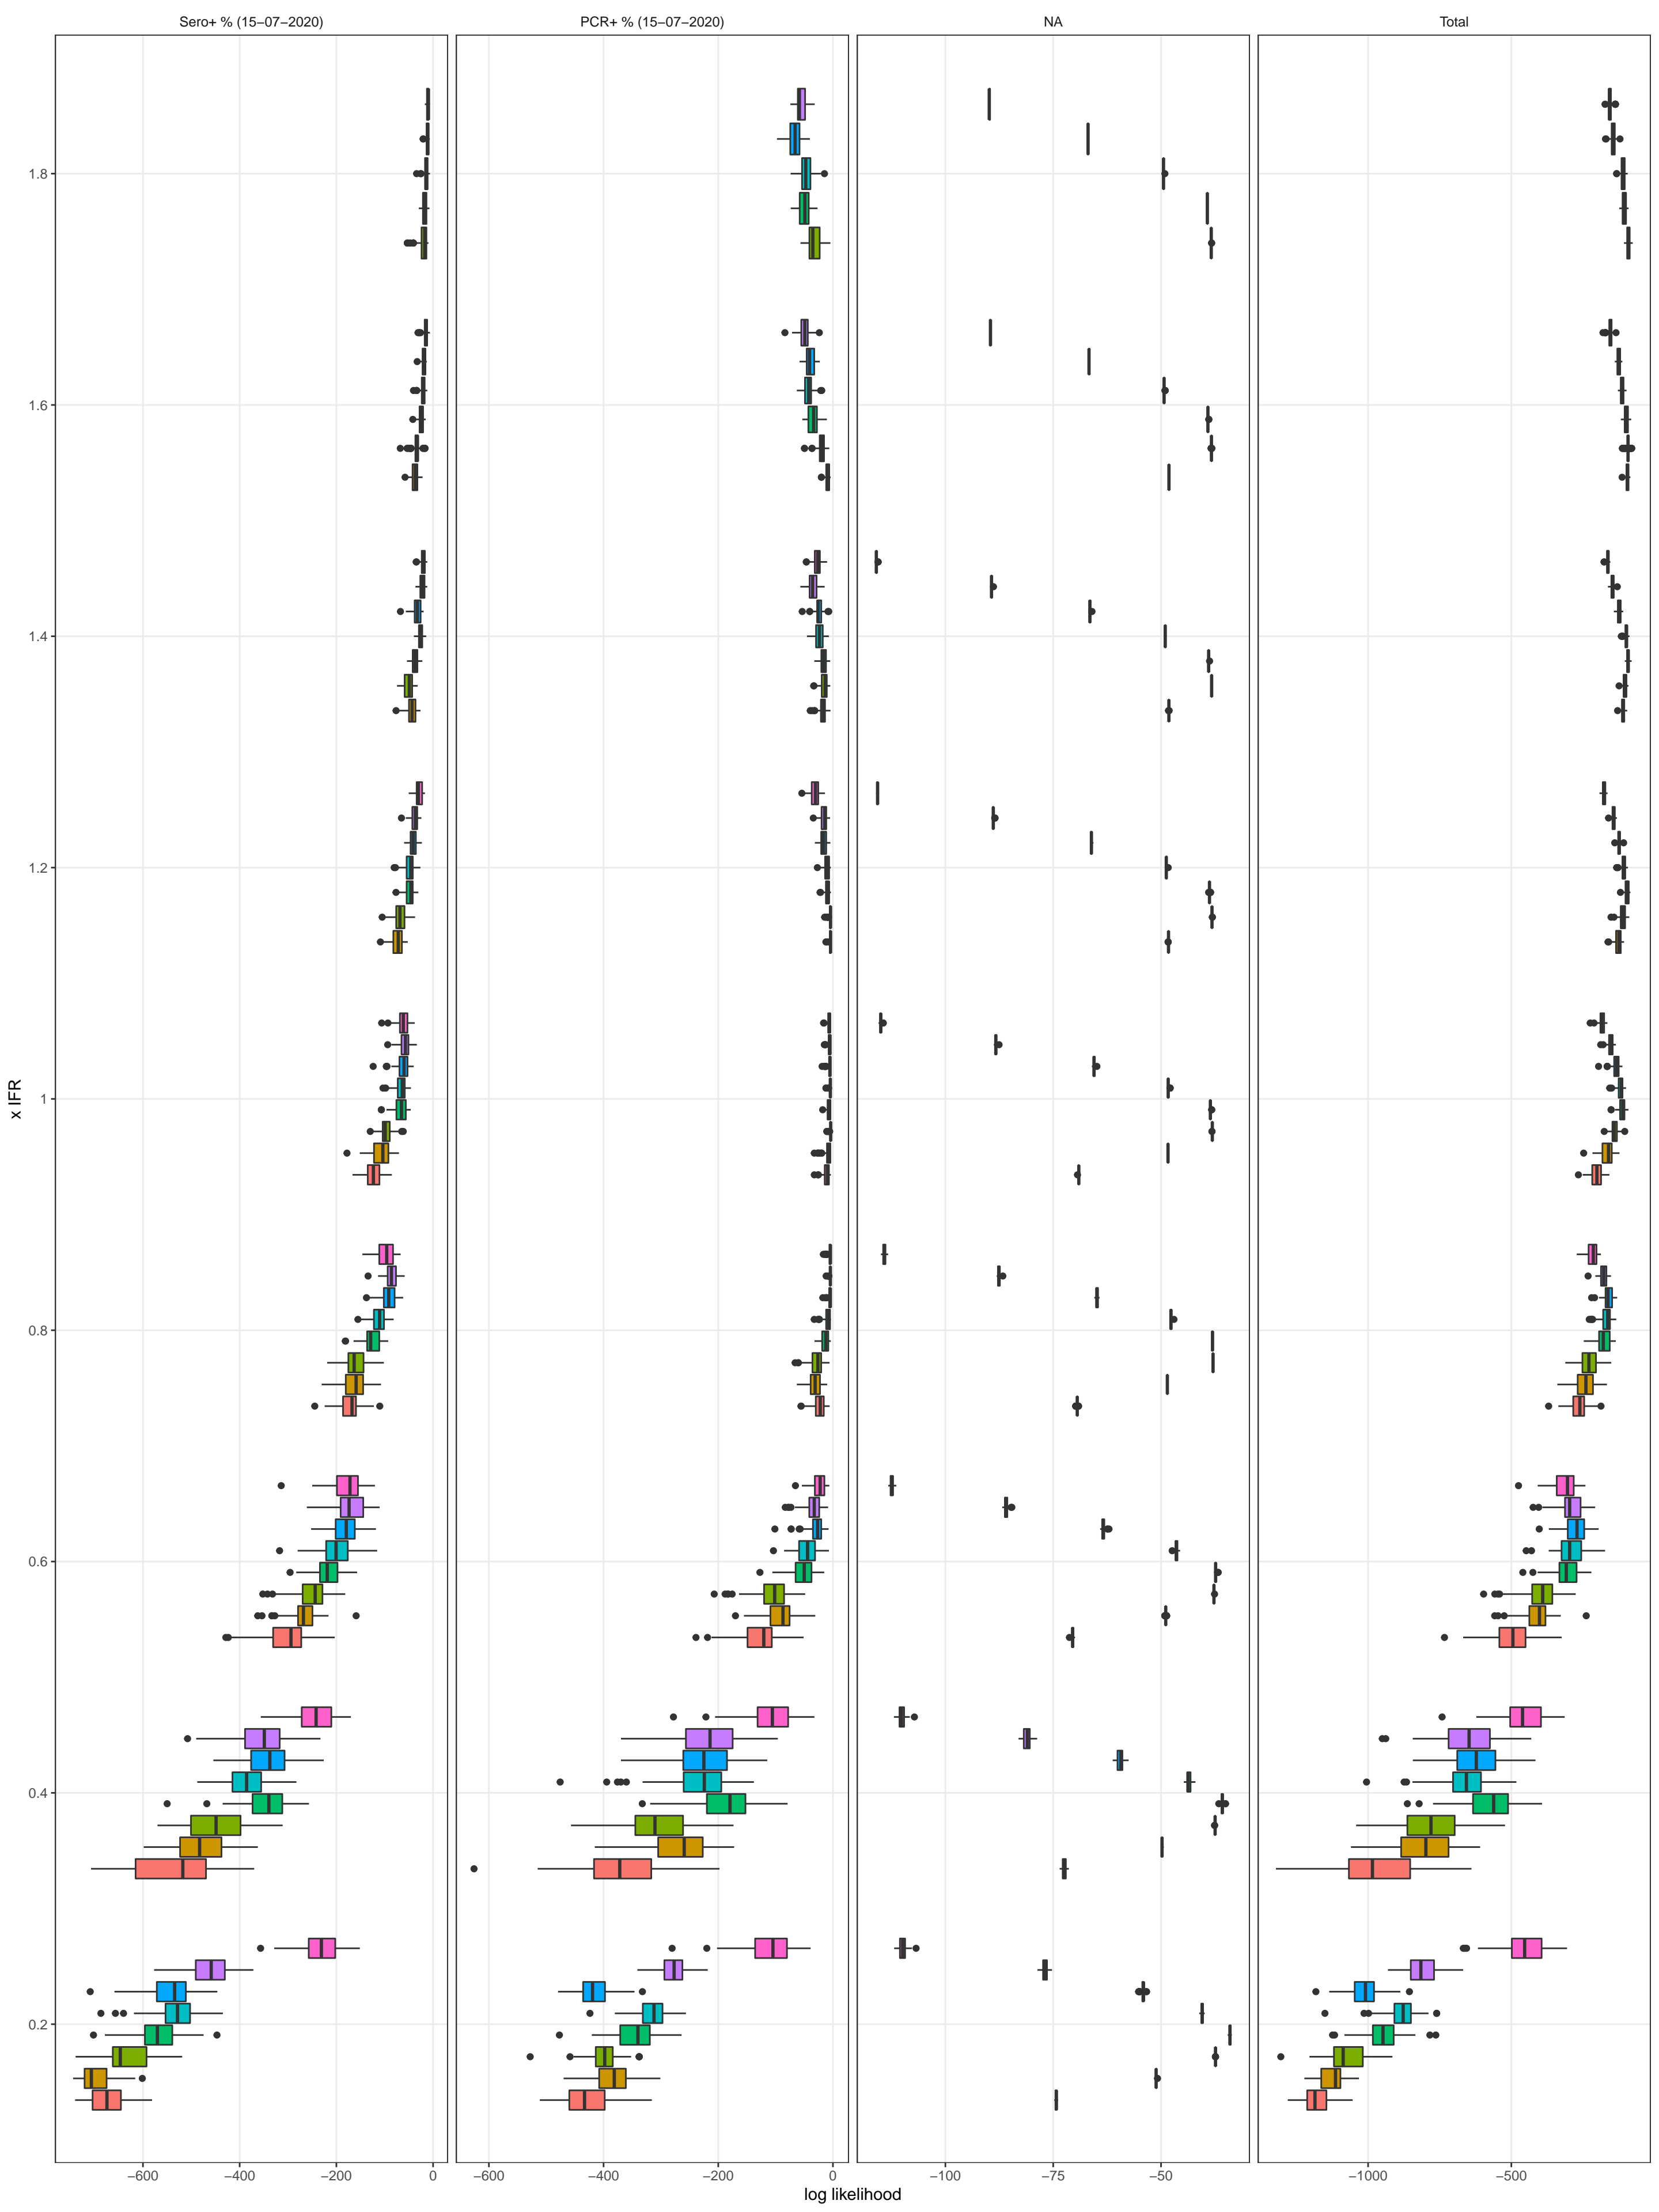 Sero+ % (15−07−2020)
PCR+ % (15−07−2020)
NA
Total
x IFR
1.8
1.6
1.4
1.2
1
0.8
0.6
0.4
0.2
−600 −400 −200 0
−600 −400 −200 0
−100 −75 −50
−1000 −500
log likelihood